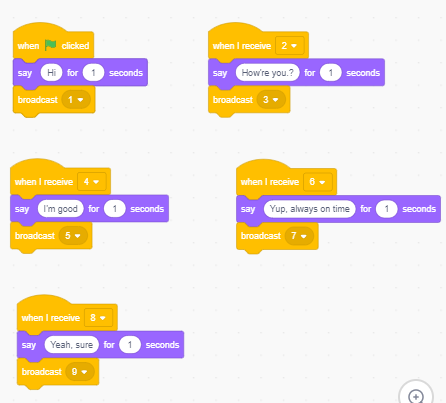 when clicked
say Hi for 1 seconds
broadcast 1
when I receive 2
say How're you.? for 1 seconds
broadcast 3
when I receive 4
say I'm good for 1 seconds
broadcast 5
when I receive 6
say Yup, always on time for 1 seconds
broadcast 7
when I receive 8
say Yeah, sure for 1 seconds
broadcast 9